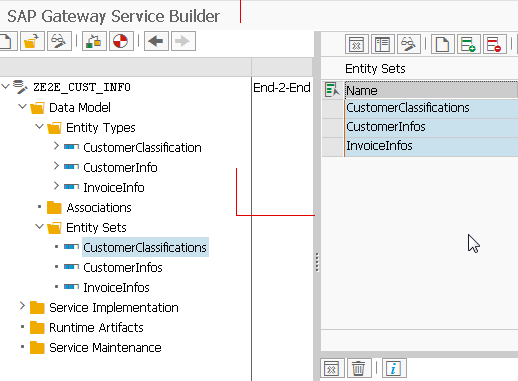 SAP Gateway Service Builder
ZE2E_CUST_INFO
End-2-End
Data Model
Entity Types
CustomerClassification
CustomerInfo
InvoiceInfo
Associations
Entity Sets
CustomerClassifications
CustomerInfos
InvoiceInfos
Service Implementation
Runtime Artifacts
Service Maintenance
Entity Sets
Name
CustomerClassifications
CustomerInfos
InvoiceInfos